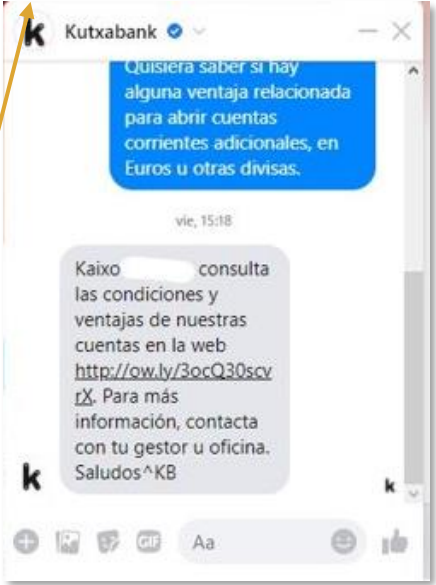 k Kutxabank
Quisiera saber si hay
alguna ventaja relacionada
para abrir cuentas
corrientes adicionales, en
Euros u otras divisas.
vie, 15:18
Kaixo consulta
las condiciones y
ventajas de nuestras
cuentas en la web
http://ow.ly/3ocQ30scv
rX. Para más
información, contacta
con tu gestor u oficina.
Saludos^KB
k
k
GIF Aa